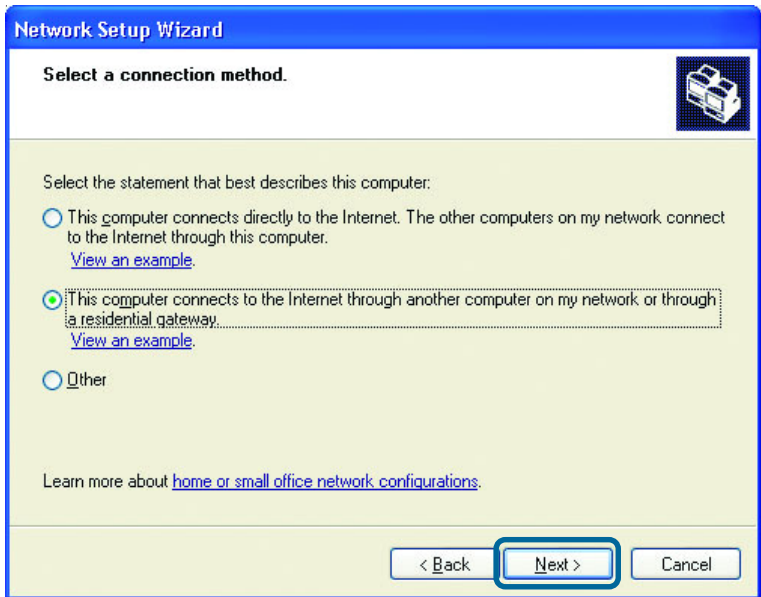 Network Setup Wizard
Select a connection method.
Select the statement that best describes this computer:
This computer connects directly to the Internet. The other computers on my network connect
to the Internet through this computer.
View an example.
This computer connects to the Internet through another computer on my network or through
a residential gateway.
View an example.
Other
Learn more about home or small office network configurations.
< Back Next > Cancel